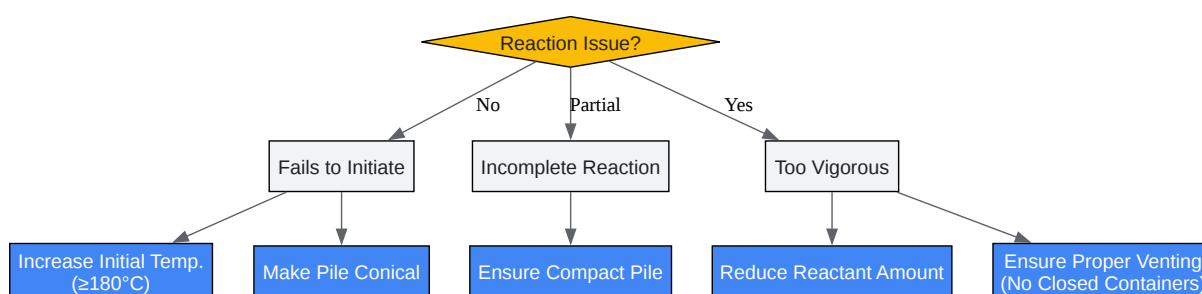 Reaction Issue?
No
Partial
Yes
Fails to Initiate
Incomplete Reaction
Too Vigorous
Increase Initial Temp.
(≥180°C)
Make Pile Conical
Ensure Compact Pile
Reduce Reactant Amount
Ensure Proper Venting
(No Closed Containers)